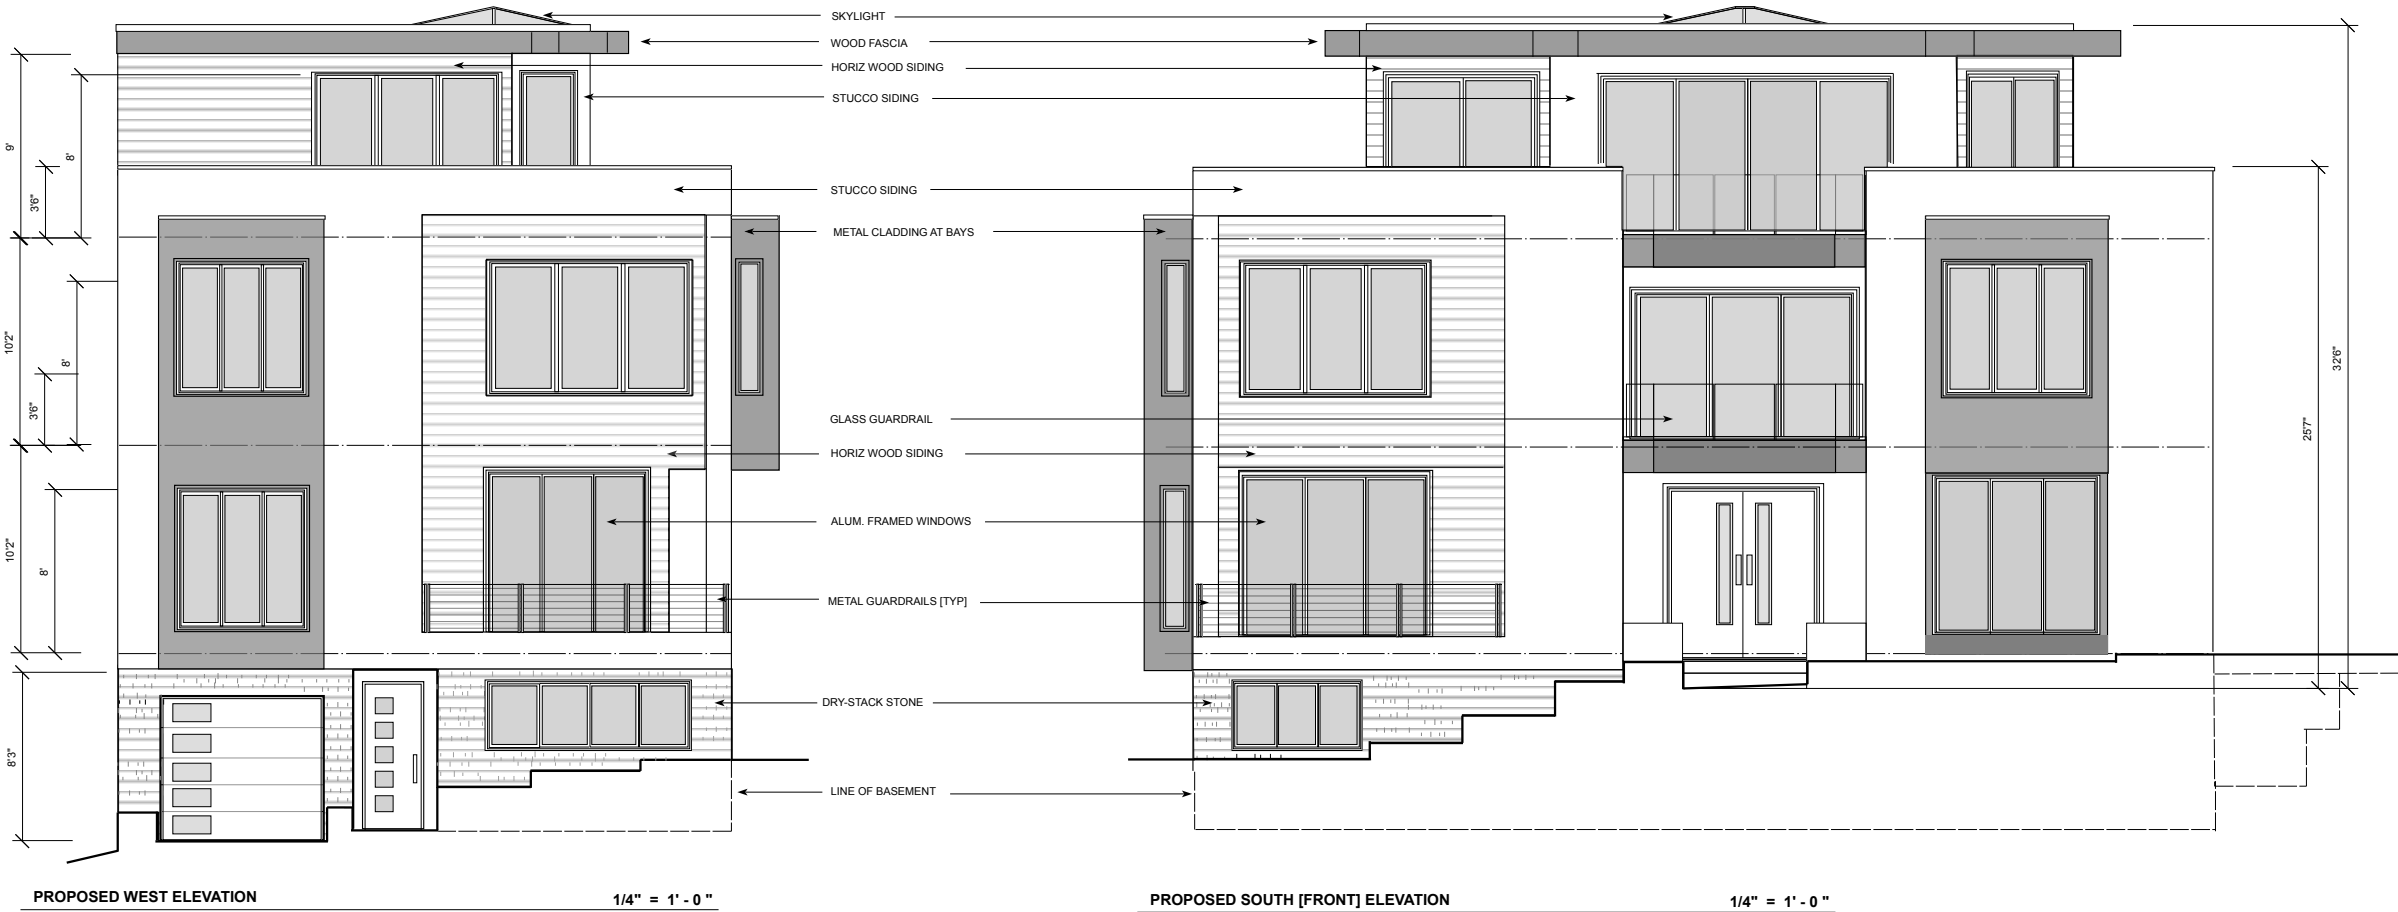 SKYLIGHT
WOOD FASCIA
HORIZ WOOD SIDING
STUCCO SIDING
STUCCO SIDING
METAL CLADDING AT BAYS
GLASS GUARDRAIL
HORIZ WOOD SIDING
ALUM. FRAMED WINDOWS
METAL GUARDRAILS [TYP]
DRY-STACK STONE
LINE OF BASEMENT
9'
8'
3'6"
10'2"
8'
3'6"
10'2"
8'
8'3"
32'6"
25'7"
PROPOSED WEST ELEVATION 1/4" = 1' - 0 "
PROPOSED SOUTH [FRONT] ELEVATION 1/4" = 1' - 0 "